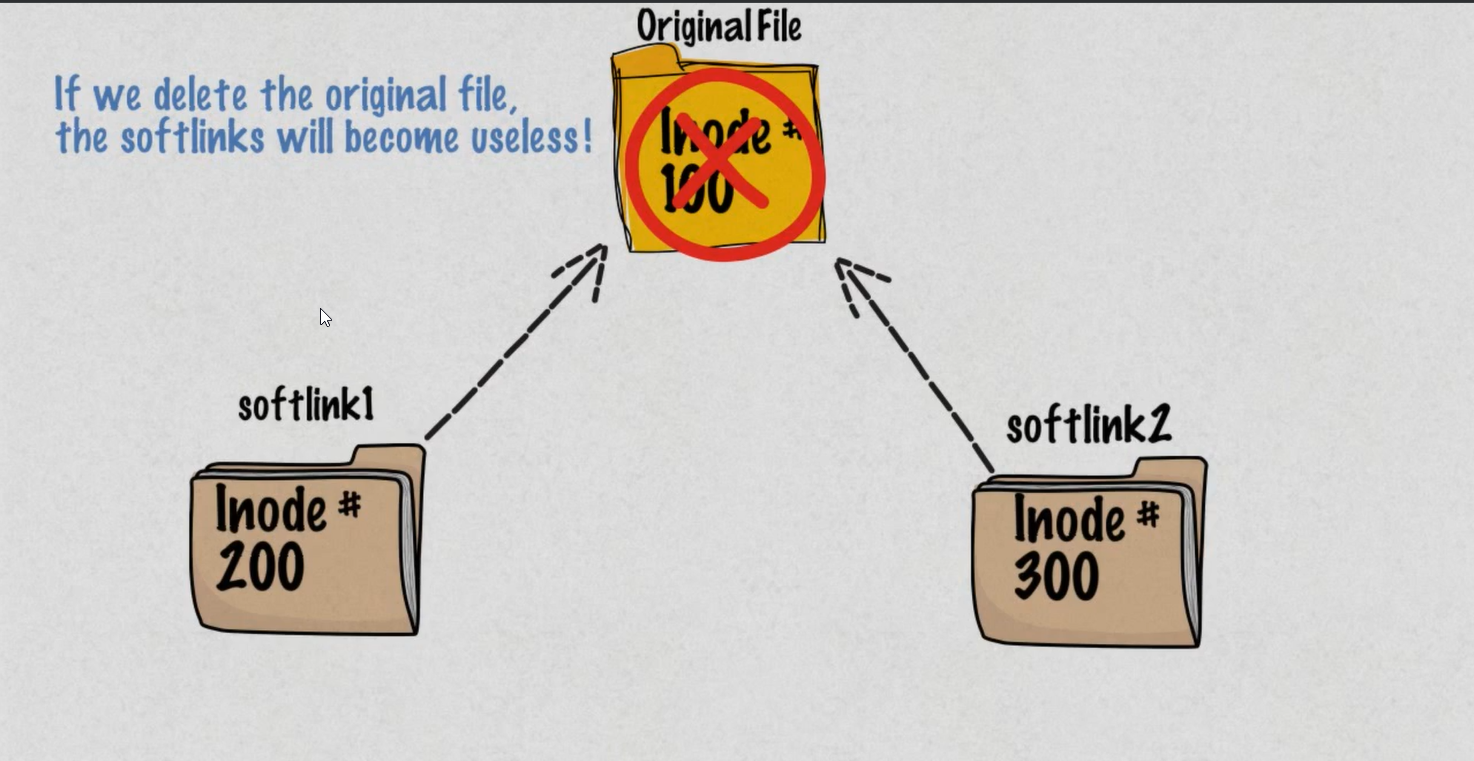 Original File
If we delete the original file,
the softlinks will become useless!
Inode #
100
softlink1
Inode #
200
softlink2
Inode #
300